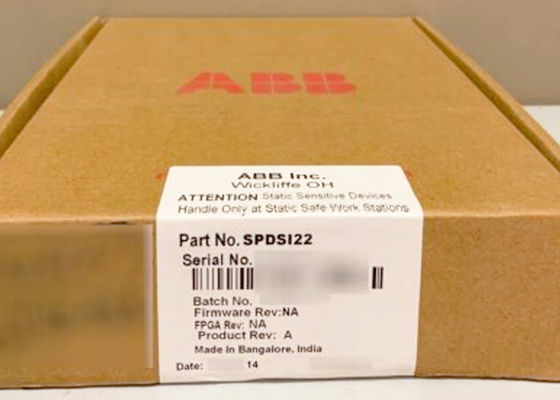 ABB
ABB Inc.
Wickliffe OH
ATTENTION Static Sensitive Devices
Handle Only at Static Safe Work Stations
Part No. SPDSI22
Serial No.
Batch No.
Firmware Rev:NA
FPGA Rev: NA
Product Rev: A
Made in Bangalore, India
Date: 14